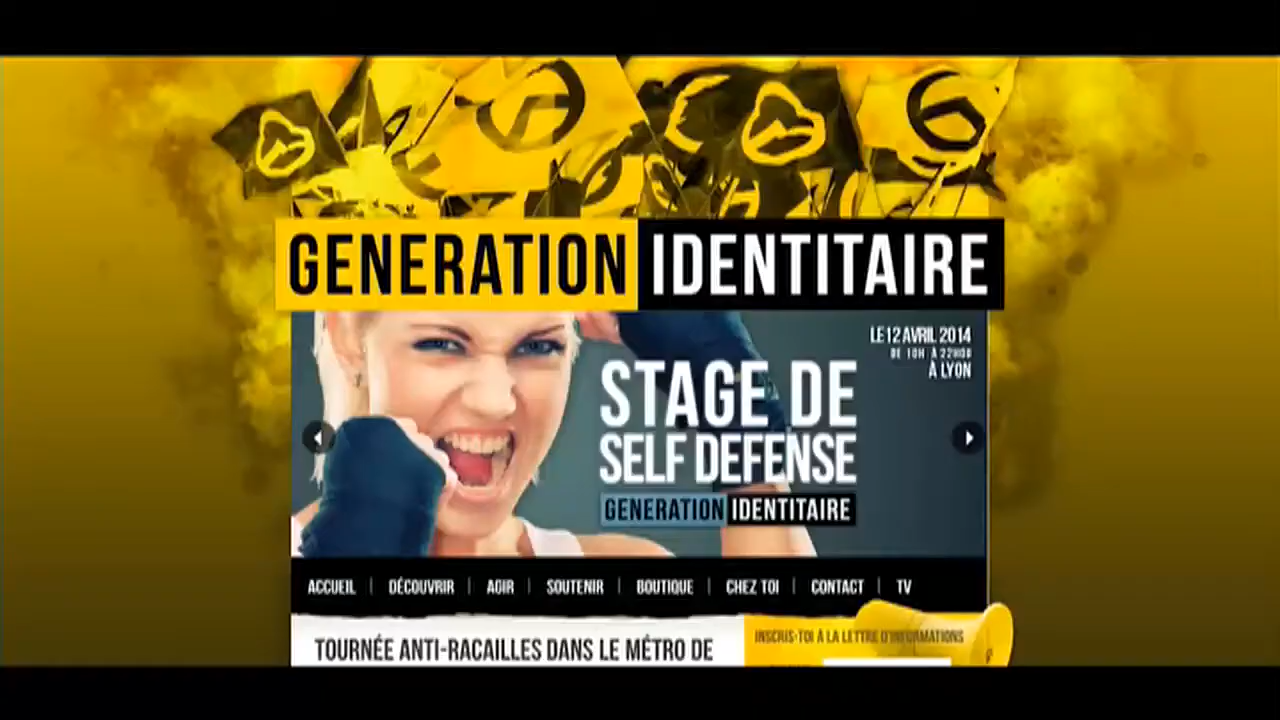 GENERATION IDENTITAIRE
LE 12 AVRIL 2014
DE 10H À 22H00
À LYON
STAGE DE
SELF DEFENSE
GENERATION IDENTITAIRE
ACCUEIL | DÉCOUVRIR | AGIR | SOUTENIR | BOUTIQUE | CHEZ TOI | CONTACT | TV
TOURNÉE ANTI-RACAILLES DANS LE MÉTRO DE
INSCRIS-TOI À LA LETTRE D'INFORMATIONS